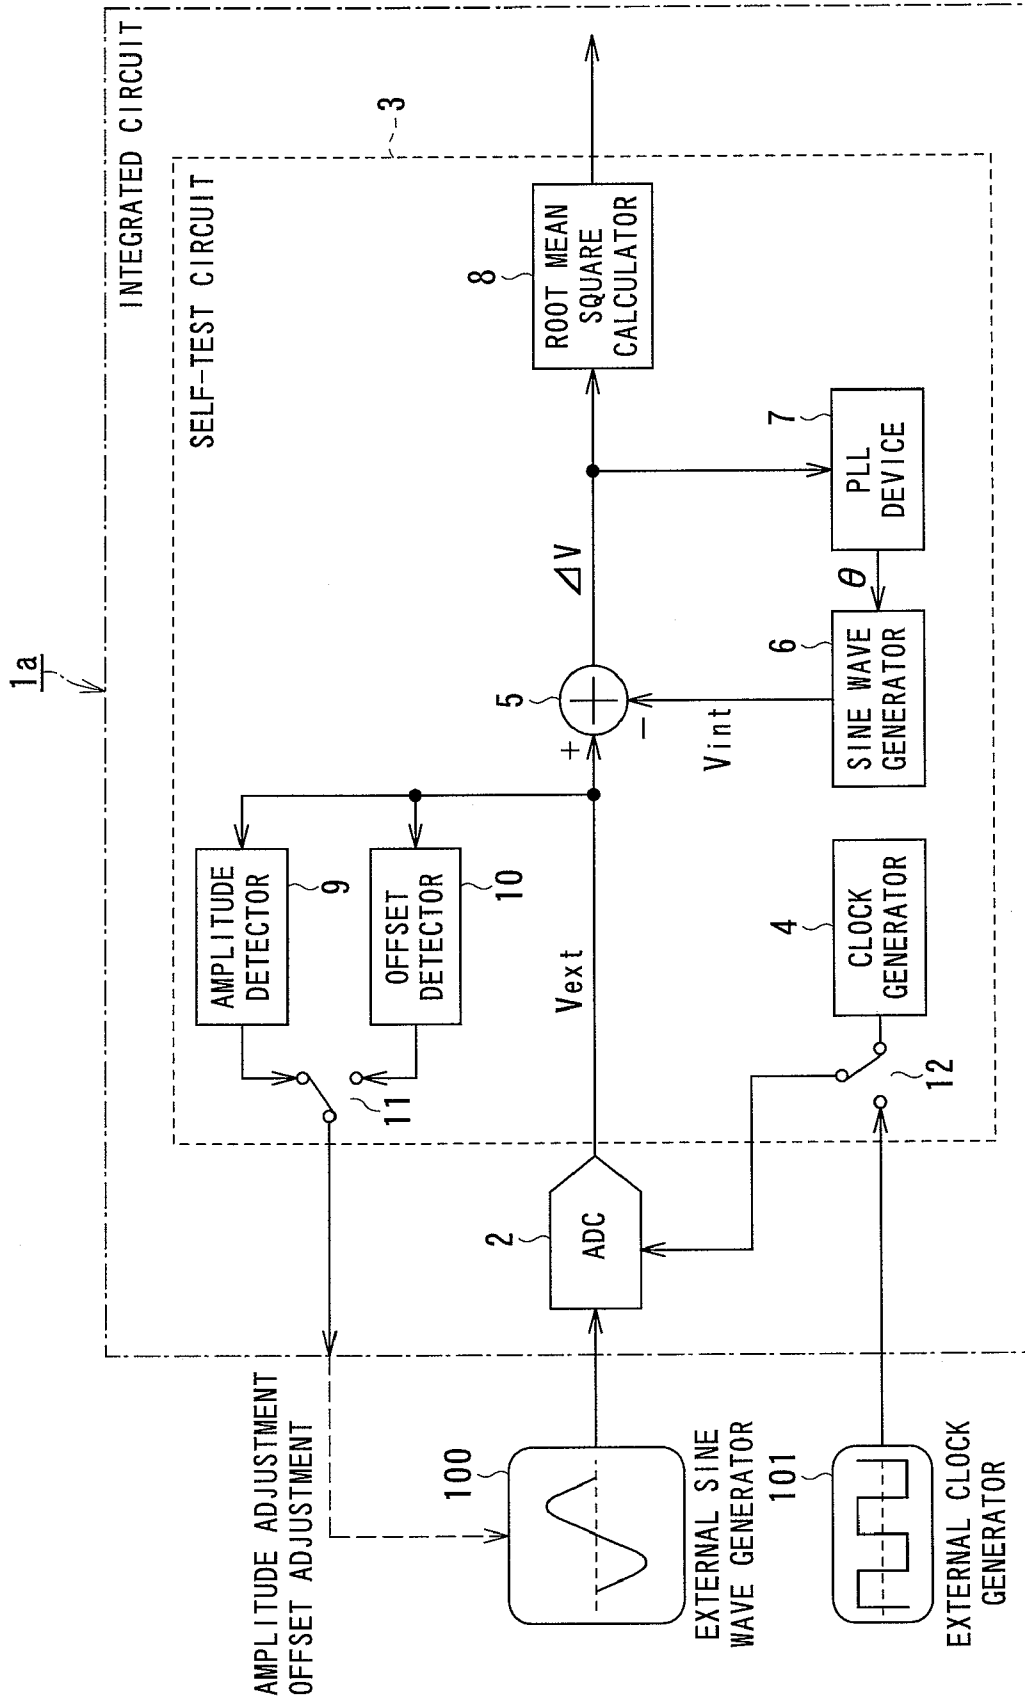 1a
INTEGRATED CIRCUIT
SELF-TEST CIRCUIT
3
AMPLITUDE ADJUSTMENT
OFFSET ADJUSTMENT
11
AMPLITUDE
DETECTOR
9
OFFSET
DETECTOR
10
100
EXTERNAL SINE
WAVE GENERATOR
2
ADC
Vext
+
5
−
ΔV
8
ROOT MEAN
SQUARE
CALCULATOR
Vint
101
EXTERNAL CLOCK
GENERATOR
12
4
CLOCK
GENERATOR
6
SINE WAVE
GENERATOR
θ
7
PLL
DEVICE